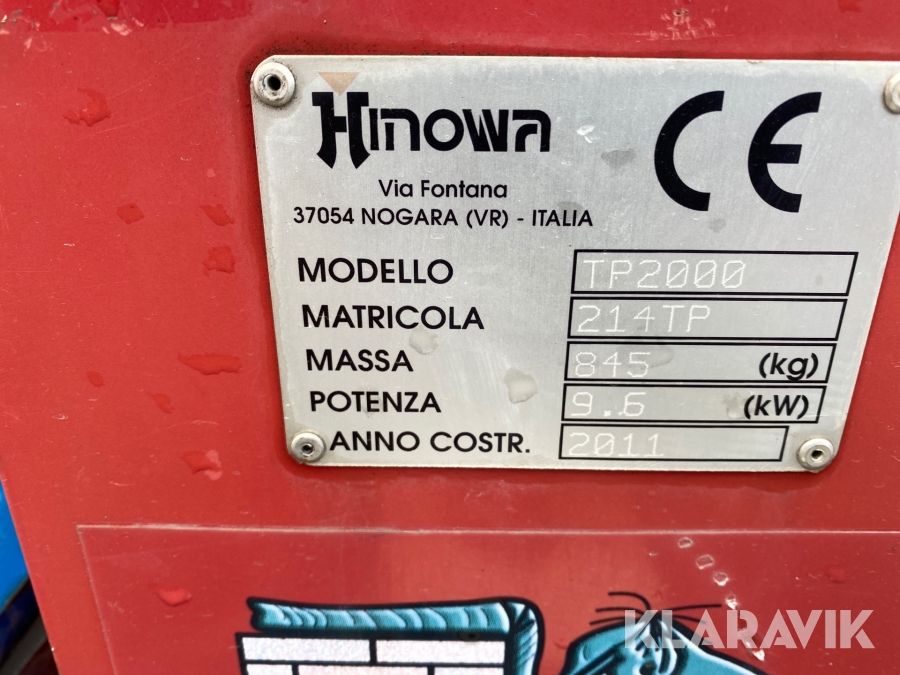 Hinowa CE
Via Fontana
37054 NOGARA (VR) - ITALIA
MODELLO TP2000
MATRICOLA 214TP
MASSA 845 (kg)
POTENZA 9.6 (kW)
ANNO COSTR. 2011
KLARAVIK